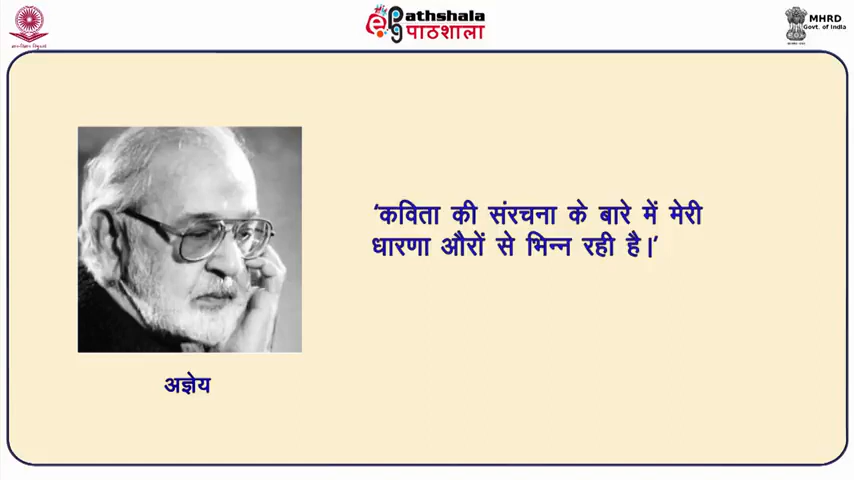 ePathshala
पाठशाला
MHRD
Govt. of India
‘कविता की संरचना के बारे में मेरी
धारणा औरों से भिन्न रही है।’
अज्ञेय